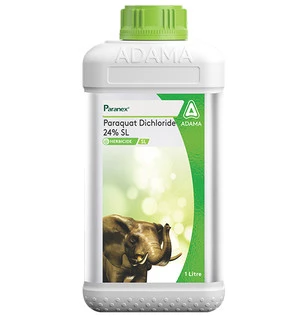 ADAMA
Paranex®
Paraquat Dichloride
24% SL
ADAMA
HERBICIDE
SL
1 Litre